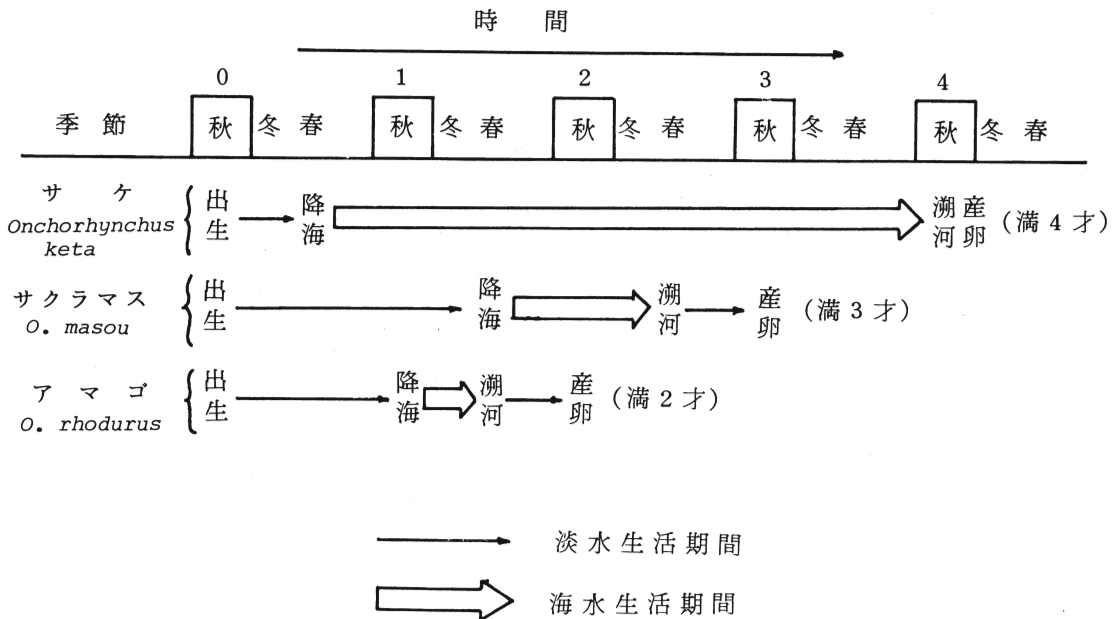 時間
0 1 2 3 4
季節 秋 冬 春 秋 冬 春 秋 冬 春 秋 冬 春 秋 冬 春
サケ
Onchorhynchus
keta
出生 降海 溯河 産卵 (満4才)
サクラマス
O. masou
出生 降海 溯河 産卵 (満3才)
アマゴ
O. rhodurus
出生 降海 溯河 産卵 (満2才)
淡水生活期間
海水生活期間